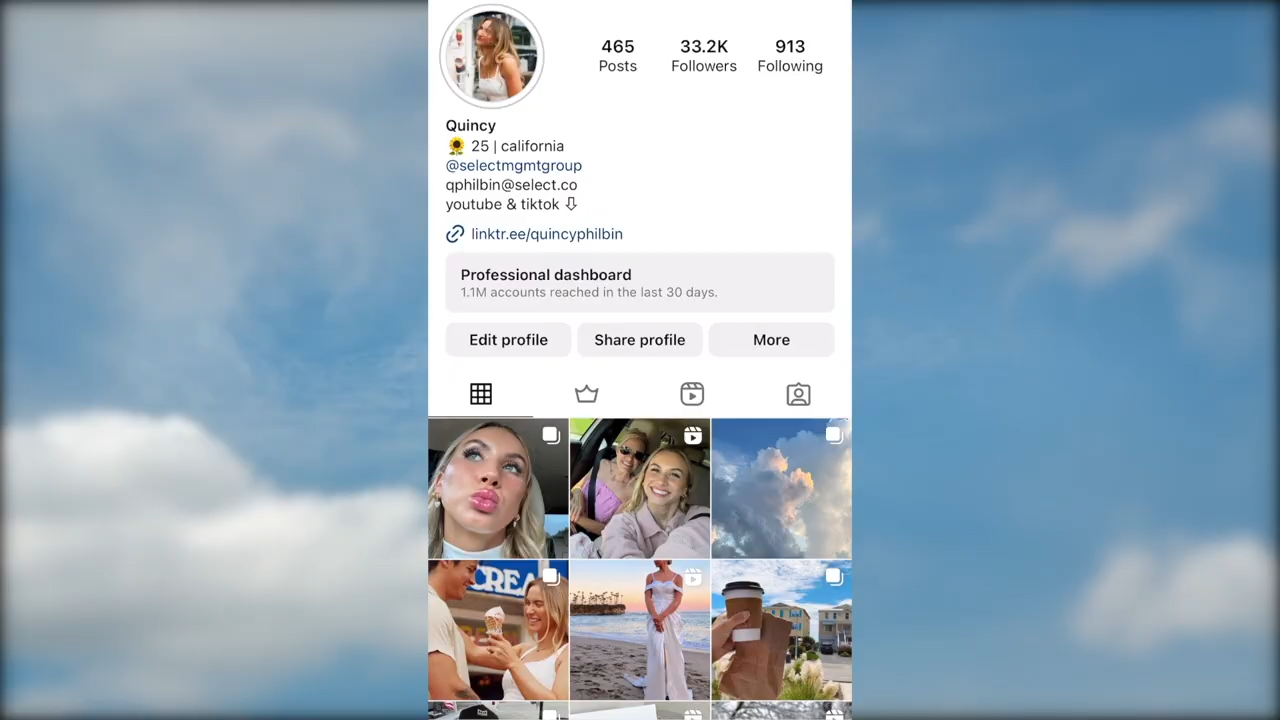 465
Posts
33.2K
Followers
913
Following
Quincy
🌻 25 | california
@selectmgmtgroup
qphilbin@select.co
youtube & tiktok ⇩
linktr.ee/quincyphilbin
Professional dashboard
1.1M accounts reached in the last 30 days.
Edit profile
Share profile
More
CREA